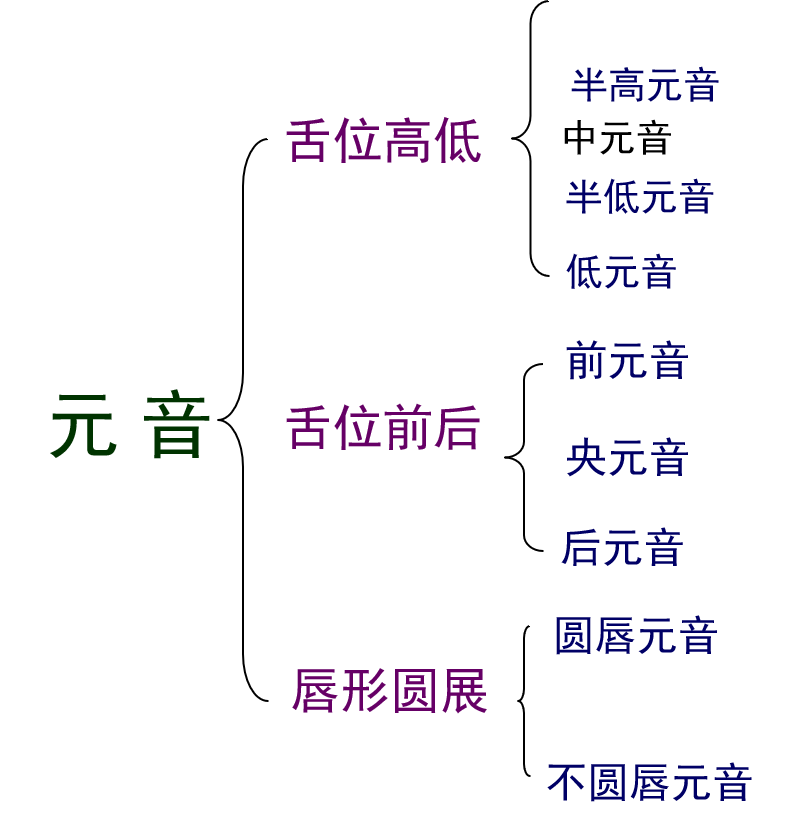 元 音
舌位高低
半高元音
中元音
半低元音
低元音
舌位前后
前元音
央元音
后元音
唇形圆展
圆唇元音
不圆唇元音